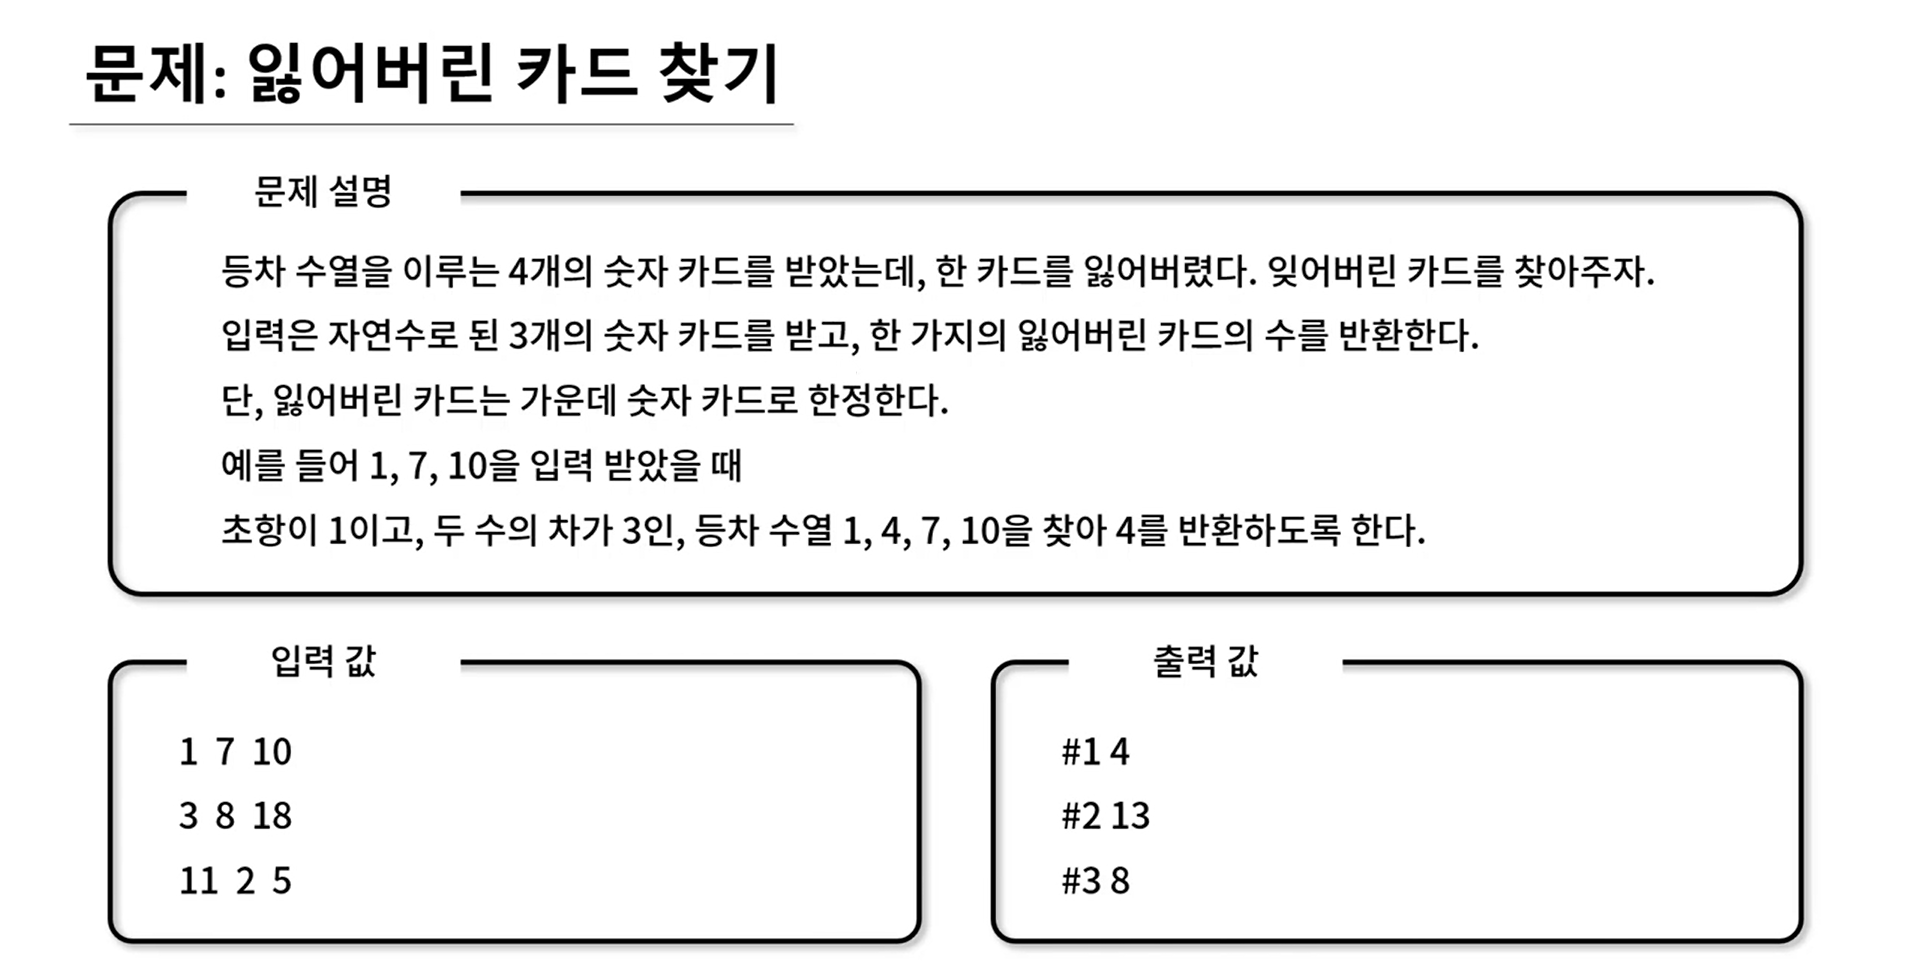 문제: 잃어버린 카드 찾기
문제 설명
등차 수열을 이루는 4개의 숫자 카드를 받았는데, 한 카드를 잃어버렸다. 잊어버린 카드를 찾아주자.
입력은 자연수로 된 3개의 숫자 카드를 받고, 한 가지의 잃어버린 카드의 수를 반환한다.
단, 잃어버린 카드는 가운데 숫자 카드로 한정한다.
예를 들어 1, 7, 10을 입력 받았을 때
초항이 1이고, 두 수의 차가 3인, 등차 수열 1, 4, 7, 10을 찾아 4를 반환하도록 한다.
입력 값
1 7 10
3 8 18
11 2 5
출력 값
#1 4
#2 13
#3 8